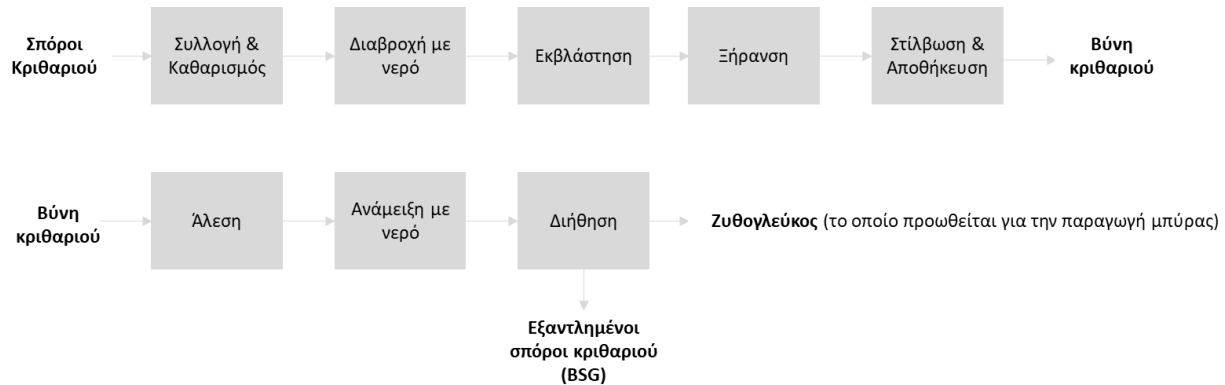 Σπόροι
Κριθαριού
Συλλογή &
Καθαρισμός
Διαβροχή με
νερό
Εκβλάστηση
Ξήρανση
Στίλβωση &
Αποθήκευση
Βύνη
κριθαριού
Βύνη
κριθαριού
Άλεση
Ανάμειξη με
νερό
Διήθηση
Ζυθογλεύκος (το οποίο προωθείται για την παραγωγή μπύρας)
Εξαντλημένοι
σπόροι κριθαριού
(BSG)